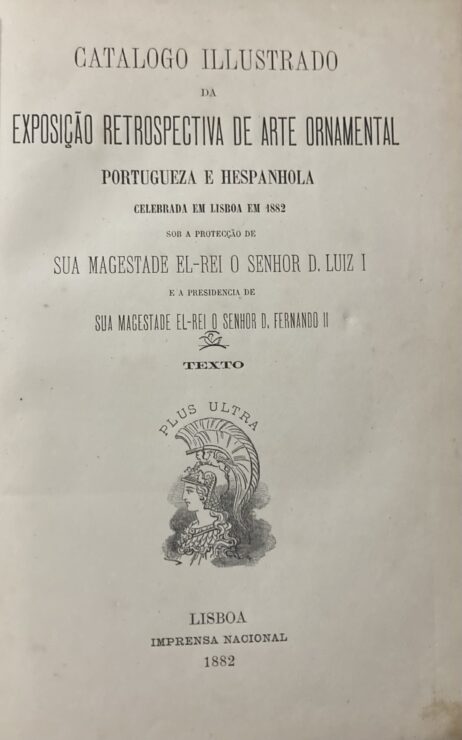 CATALOGO ILLUSTRADO
DA
EXPOSIÇÃO RETROSPECTIVA DE ARTE ORNAMENTAL
PORTUGUEZA E HESPANHOLA
CELEBRADA EM LISBOA EM 1882
SOB A PROTECÇÃO DE
SUA MAGESTADE EL-REI O SENHOR D. LUIZ I
E A PRESIDENCIA DE
SUA MAGESTADE EL-REI O SENHOR D. FERNANDO II
TEXTO
PLUS ULTRA
LISBOA
IMPRENSA NACIONAL
1882